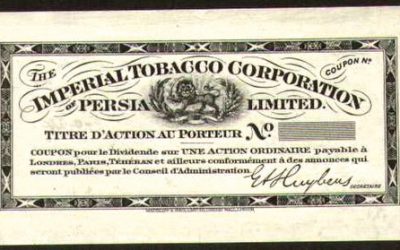 COUPON Nº
THE
IMPERIAL TOBACCO CORPORATION
OF PERSIA LIMITED.
TITRE D'ACTION AU PORTEUR Nº
COUPON pour le Dividende sur UNE ACTION ORDINAIRE payable à
LONDRES, PARIS, TÉHÉRAN et ailleurs conformément à des annonces qui
seront publiées par le Conseil d'Administration.
SECRÉTAIRE